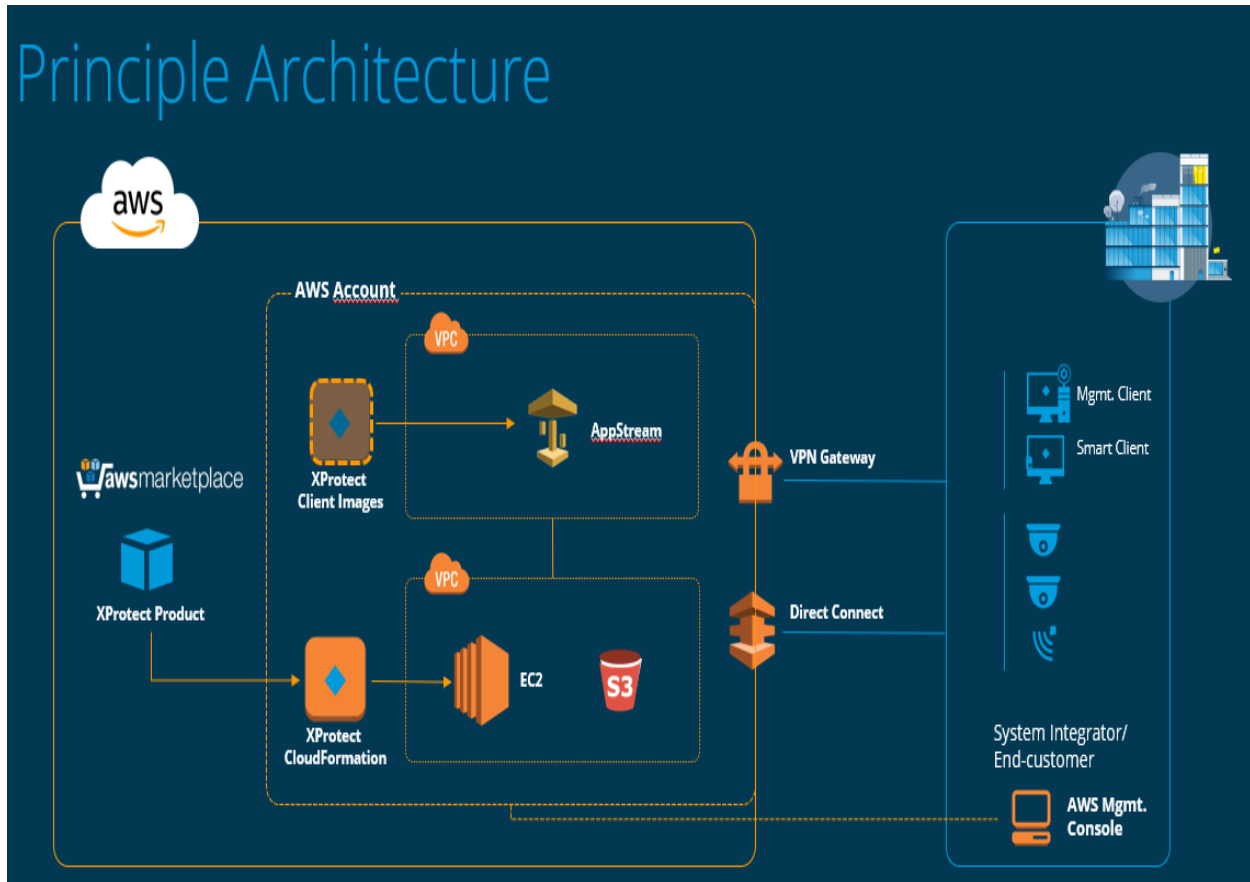 Principle Architecture
aws
AWS Account
VPC
AppStream
XProtect
Client Images
awsmarketplace
XProtect Product
VPC
EC2
S3
XProtect
CloudFormation
VPN Gateway
Direct Connect
Mgmt. Client
Smart Client
System Integrator/
End-customer
AWS Mgmt.
Console